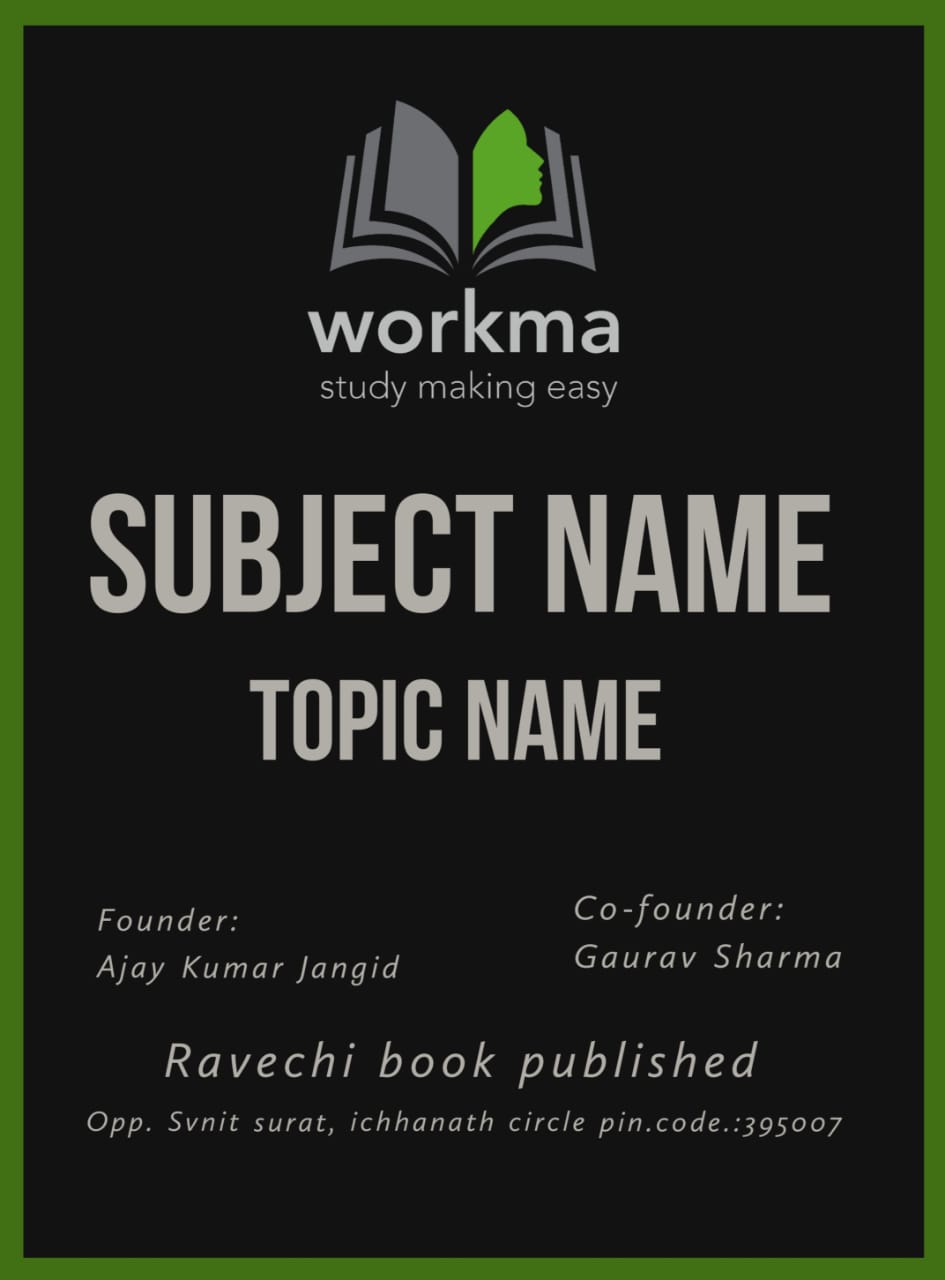 workma
study making easy
SUBJECT NAME
TOPIC NAME
Founder:
Ajay Kumar Jangid
Co-founder:
Gaurav Sharma
Ravechi book published
Opp. Svnit surat, ichhanath circle pin.code.:395007